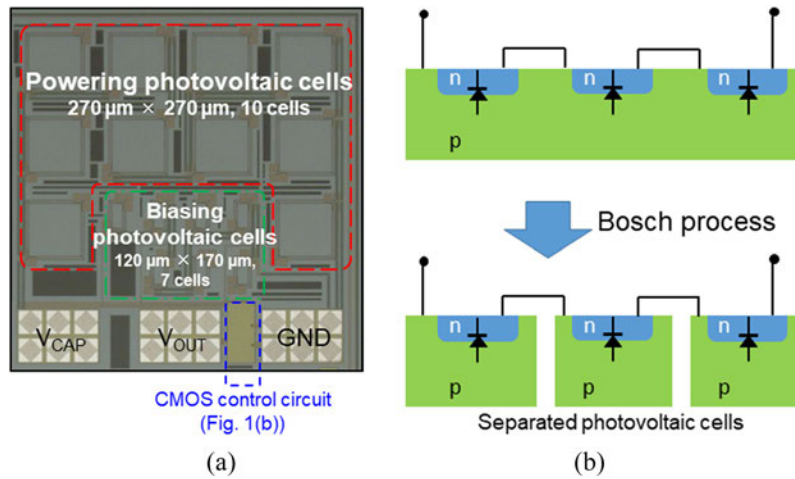 Powering photovoltaic cells
270 μm × 270 μm, 10 cells
Biasing
photovoltaic cells
120 μm × 170 μm,
7 cells
VCAP
VOUT
GND
CMOS control circuit
(Fig. 1(b))
(a)
n
n
n
p
Bosch process
n
n
n
p
p
p
Separated photovoltaic cells
(b)